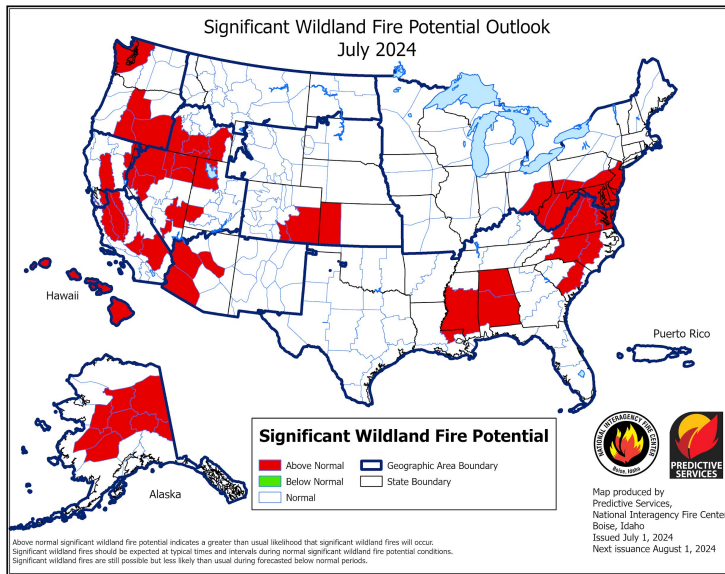 Significant Wildland Fire Potential Outlook
July 2024
Hawaii
Puerto Rico
Alaska
Significant Wildland Fire Potential
Above Normal
Below Normal
Normal
Geographic Area Boundary
State Boundary
NATIONAL INTERAGENCY FIRE CENTER
Boise, Idaho
PREDICTIVE
SERVICES
Map produced by
Predictive Services,
National Interagency Fire Center
Boise, Idaho
Issued July 1, 2024
Next issuance August 1, 2024
Above normal significant wildland fire potential indicates a greater than usual likelihood that significant wildland fires will occur.
Significant wildland fires should be expected at typical times and intervals during normal significant wildland fire potential conditions.
Significant wildland fires are still possible but less likely than usual during forecasted below normal periods.